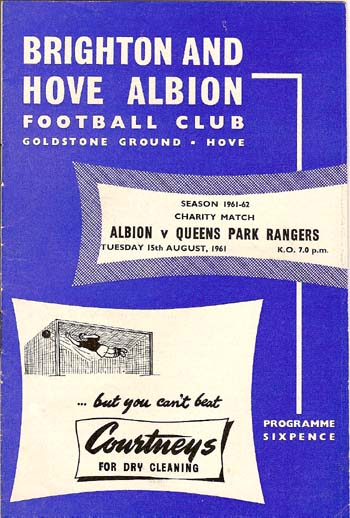 BRIGHTON AND
HOVE ALBION
FOOTBALL CLUB
GOLDSTONE GROUND • HOVE
SEASON 1961-62
CHARITY MATCH
ALBION v QUEENS PARK RANGERS
TUESDAY 15th AUGUST, 1961 K.O. 7.0 p.m.
... but you can't beat
Courtneys!
FOR DRY CLEANING
PROGRAMME
SIXPENCE